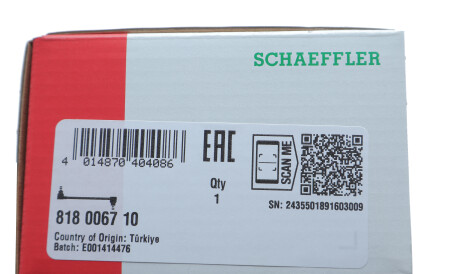 SCHAEFFLER
4 014870 404086
EAC
Qty
1
SCAN ME
SN: 2435501891603009
818 0067 10
Country of Origin: Türkiye
Batch: E001414476